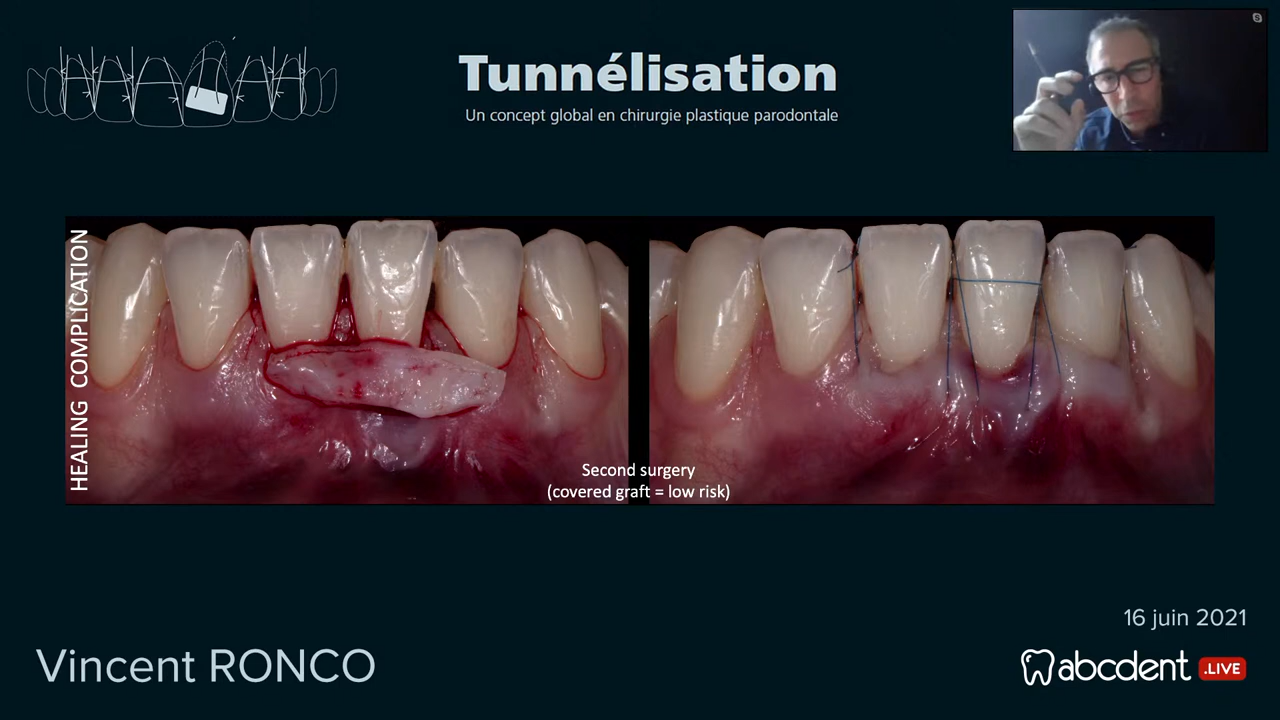 Tunnélisation
Un concept global en chirurgie plastique parodontale
HEALING COMPLICATION
Second surgery
(covered graft = low risk)
16 juin 2021
Vincent RONCO
abcdent .LIVE